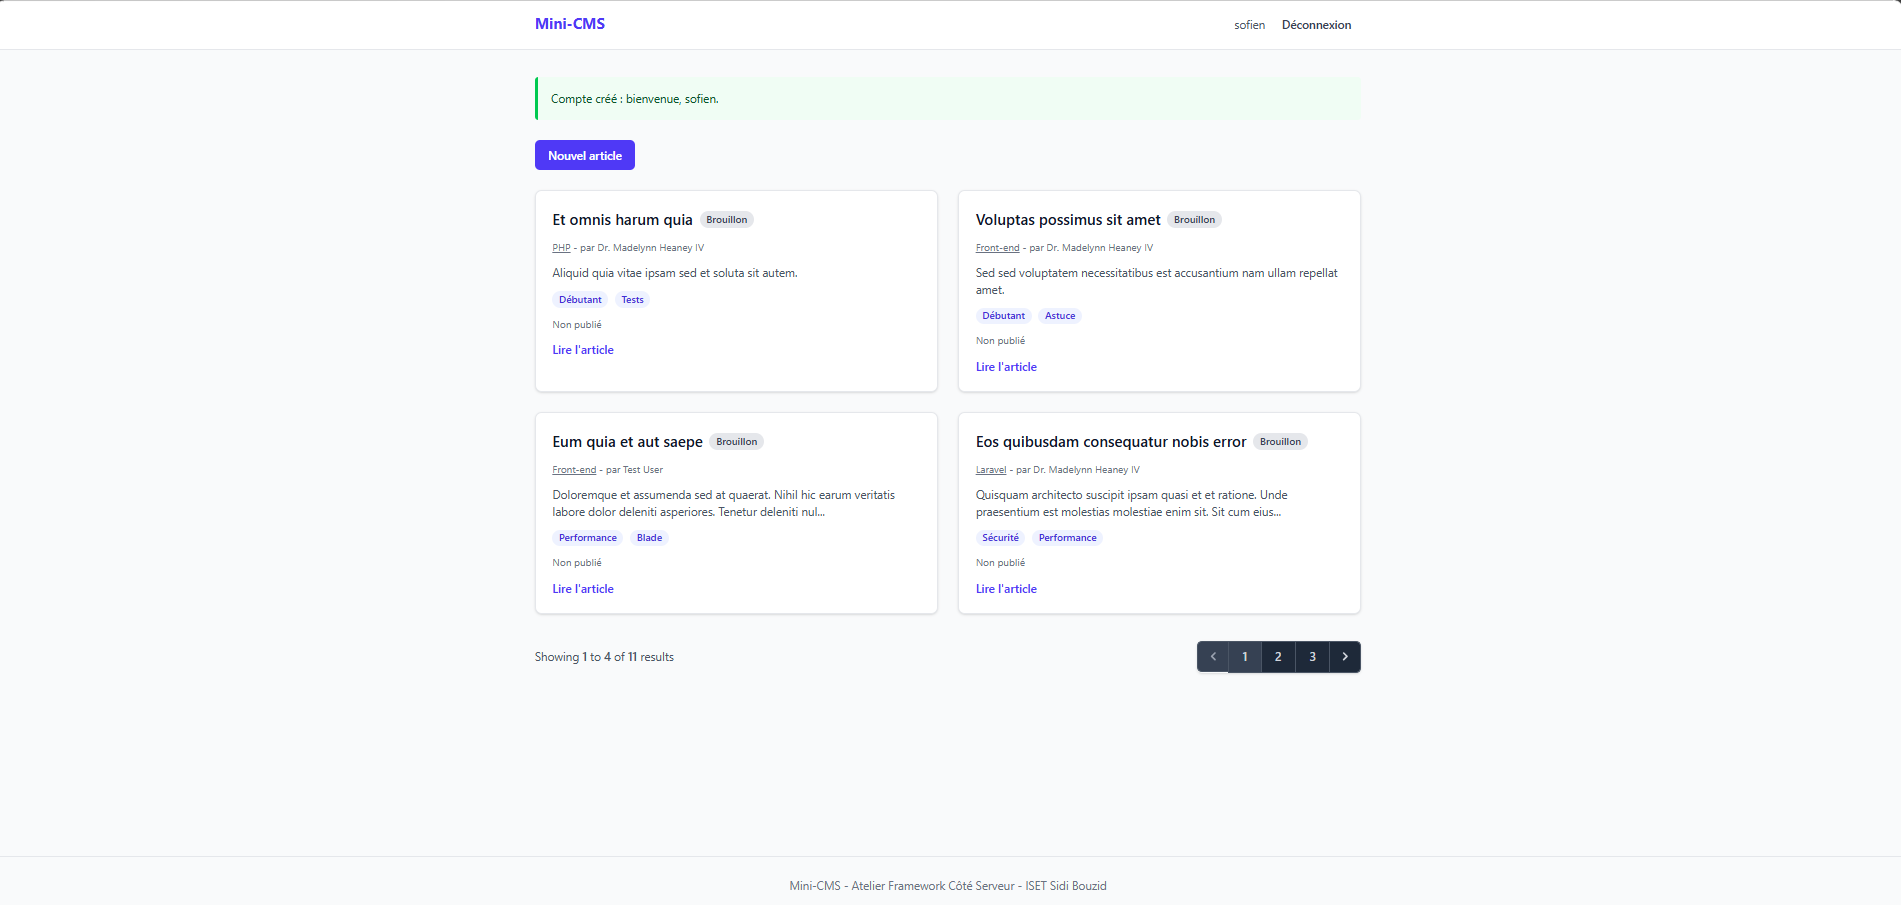 Mini-CMS
sofien Déconnexion
Compte créé : bienvenue, sofien.
Nouvel article
Et omnis harum quia Brouillon
PHP - par Dr. Madelynn Heaney IV
Aliquid quia vitae ipsam sed et soluta sit autem.
Débutant Tests
Non publié
Lire l'article
Voluptas possimus sit amet Brouillon
Front-end - par Dr. Madelynn Heaney IV
Sed sed voluptatem necessitatibus est accusantium nam ullam repellat
amet.
Débutant Astuce
Non publié
Lire l'article
Eum quia et aut saepe Brouillon
Front-end - par Test User
Doloremque et assumenda sed at quaerat. Nihil hic earum veritatis
labore dolor deleniti asperiores. Tenetur deleniti nul...
Performance Blade
Non publié
Lire l'article
Eos quibusdam consequatur nobis error Brouillon
Laravel - par Dr. Madelynn Heaney IV
Quisquam architecto suscipit ipsam quasi et et ratione. Unde
praesentium est molestias molestiae enim sit. Sit cum eius...
Sécurité Performance
Non publié
Lire l'article
Showing 1 to 4 of 11 results
1 2 3
Mini-CMS - Atelier Framework Côté Serveur - ISET Sidi Bouzid